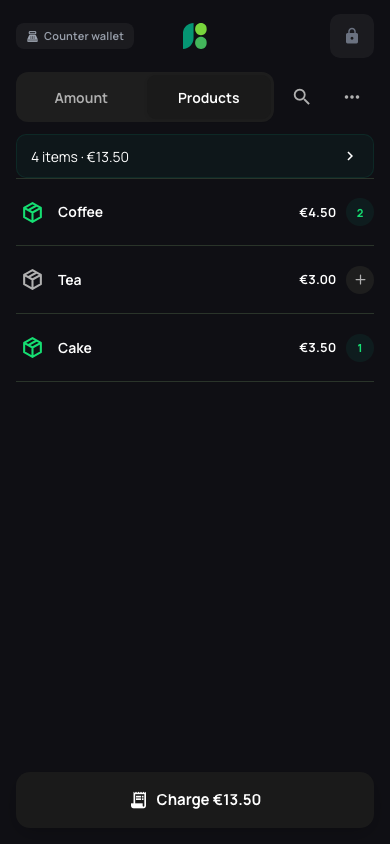 Counter wallet
Amount
Products
4 items · €13.50
Coffee
€4.50
2
Tea
€3.00
+
Cake
€3.50
1
Charge €13.50